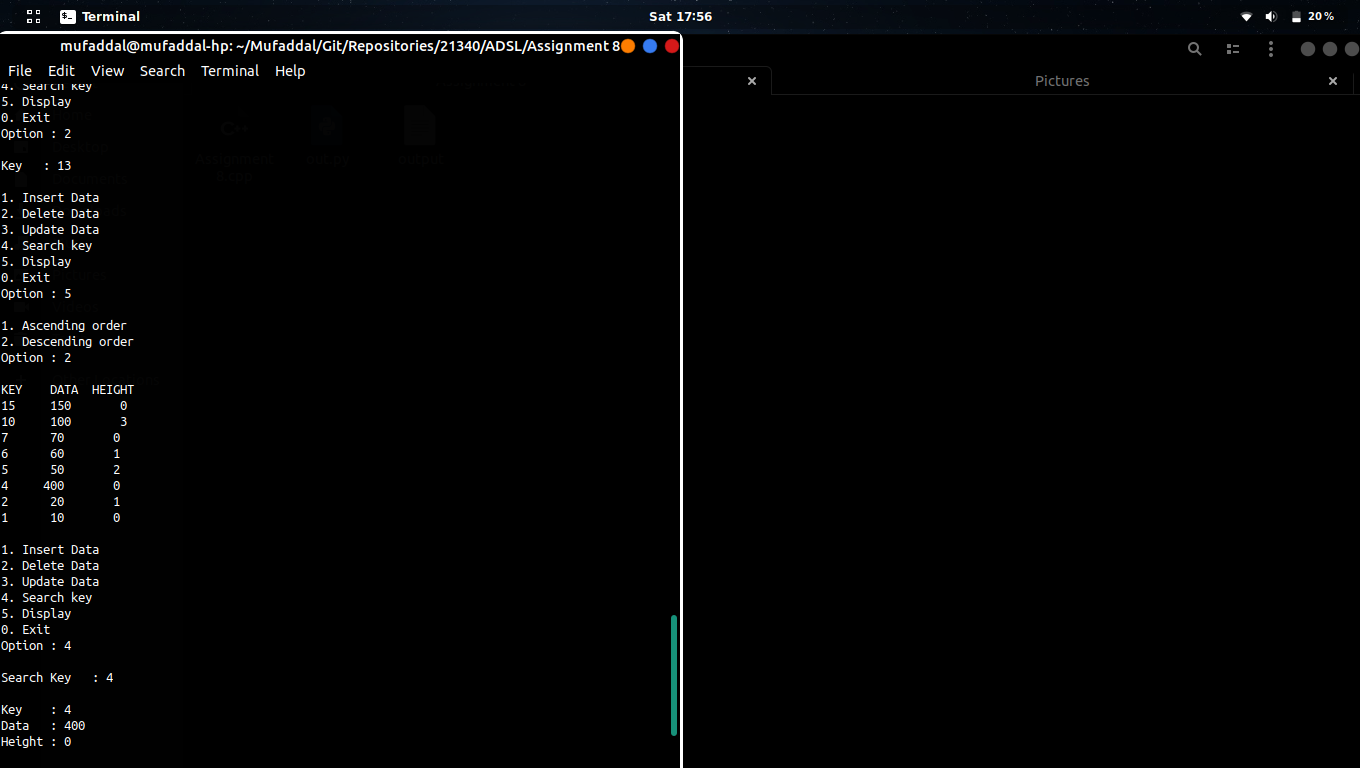 Terminal
Sat 17:56
20 %
mufaddal@mufaddal-hp: ~/Mufaddal/Git/Repositories/21340/ADSL/Assignment 8
File Edit View Search Terminal Help
Pictures
4. Search key
5. Display
0. Exit
Option : 2
Key   : 13
1. Insert Data
2. Delete Data
3. Update Data
4. Search key
5. Display
0. Exit
Option : 5
1. Ascending order
2. Descending order
Option : 2
KEY    DATA  HEIGHT
15     150       0
10     100       3
7      70       0
6      60       1
5      50       2
4     400       0
2      20       1
1      10       0
1. Insert Data
2. Delete Data
3. Update Data
4. Search key
5. Display
0. Exit
Option : 4
Search Key   : 4
Key    : 4
Data   : 400
Height : 0